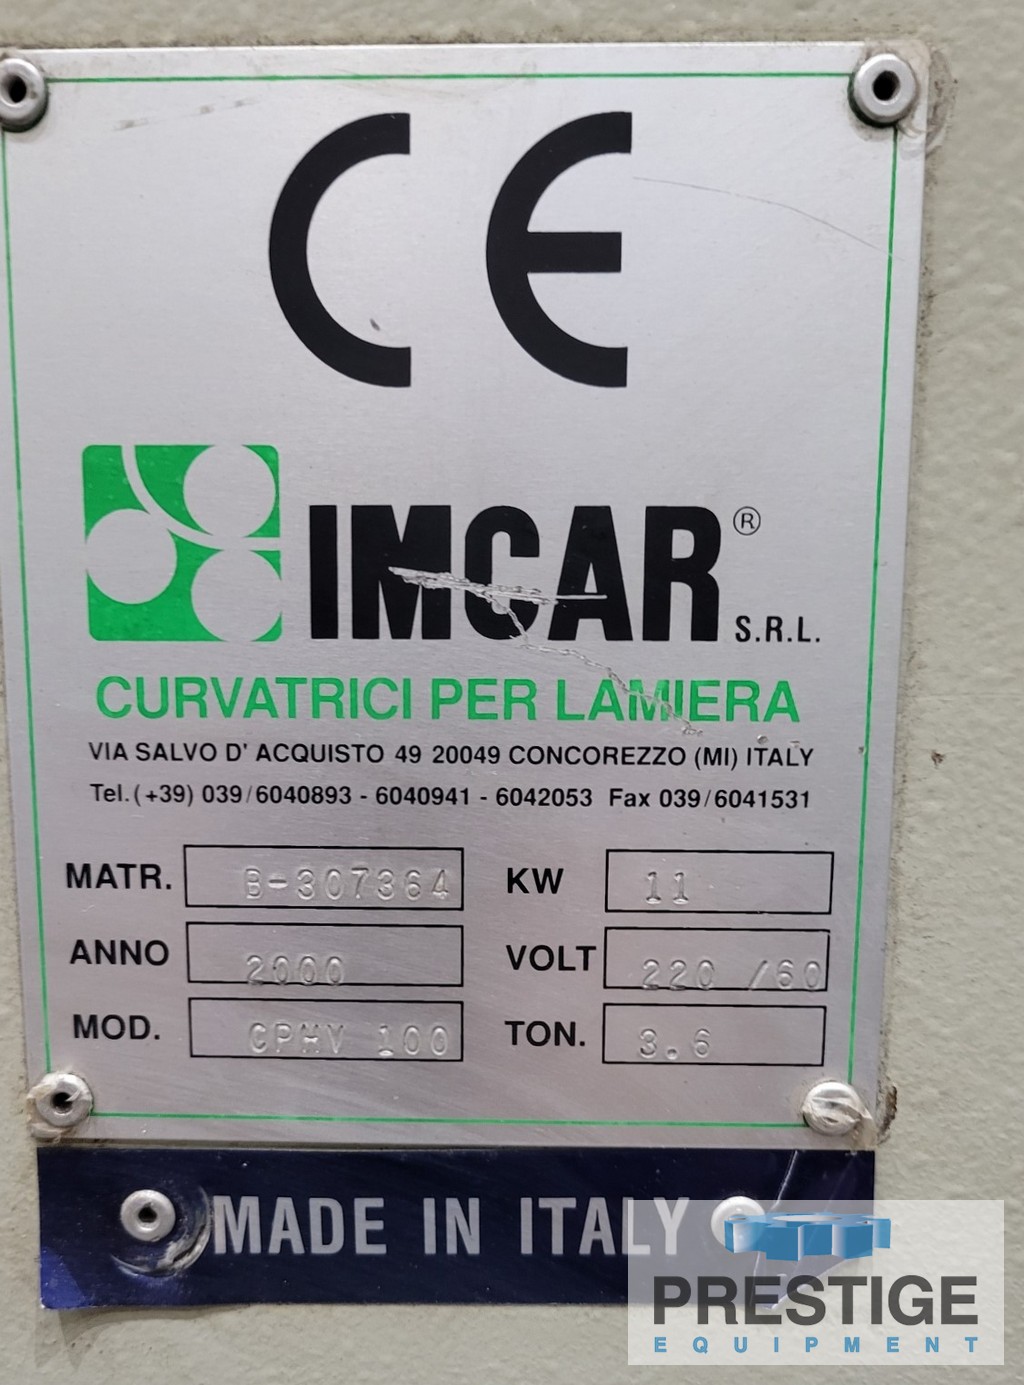 CE
IMCAR® S.R.L.
CURVATRICI PER LAMIERA
VIA SALVO D' ACQUISTO 49 20049 CONCOREZZO (MI) ITALY
Tel.(+39) 039/6040893 - 6040941 - 6042053 Fax 039/6041531
MATR. B-307364 KW 11
ANNO 2000 VOLT 220 /60
MOD. CPHV 100 TON. 3.6
MADE IN ITALY
PRESTIGE
EQUIPMENT